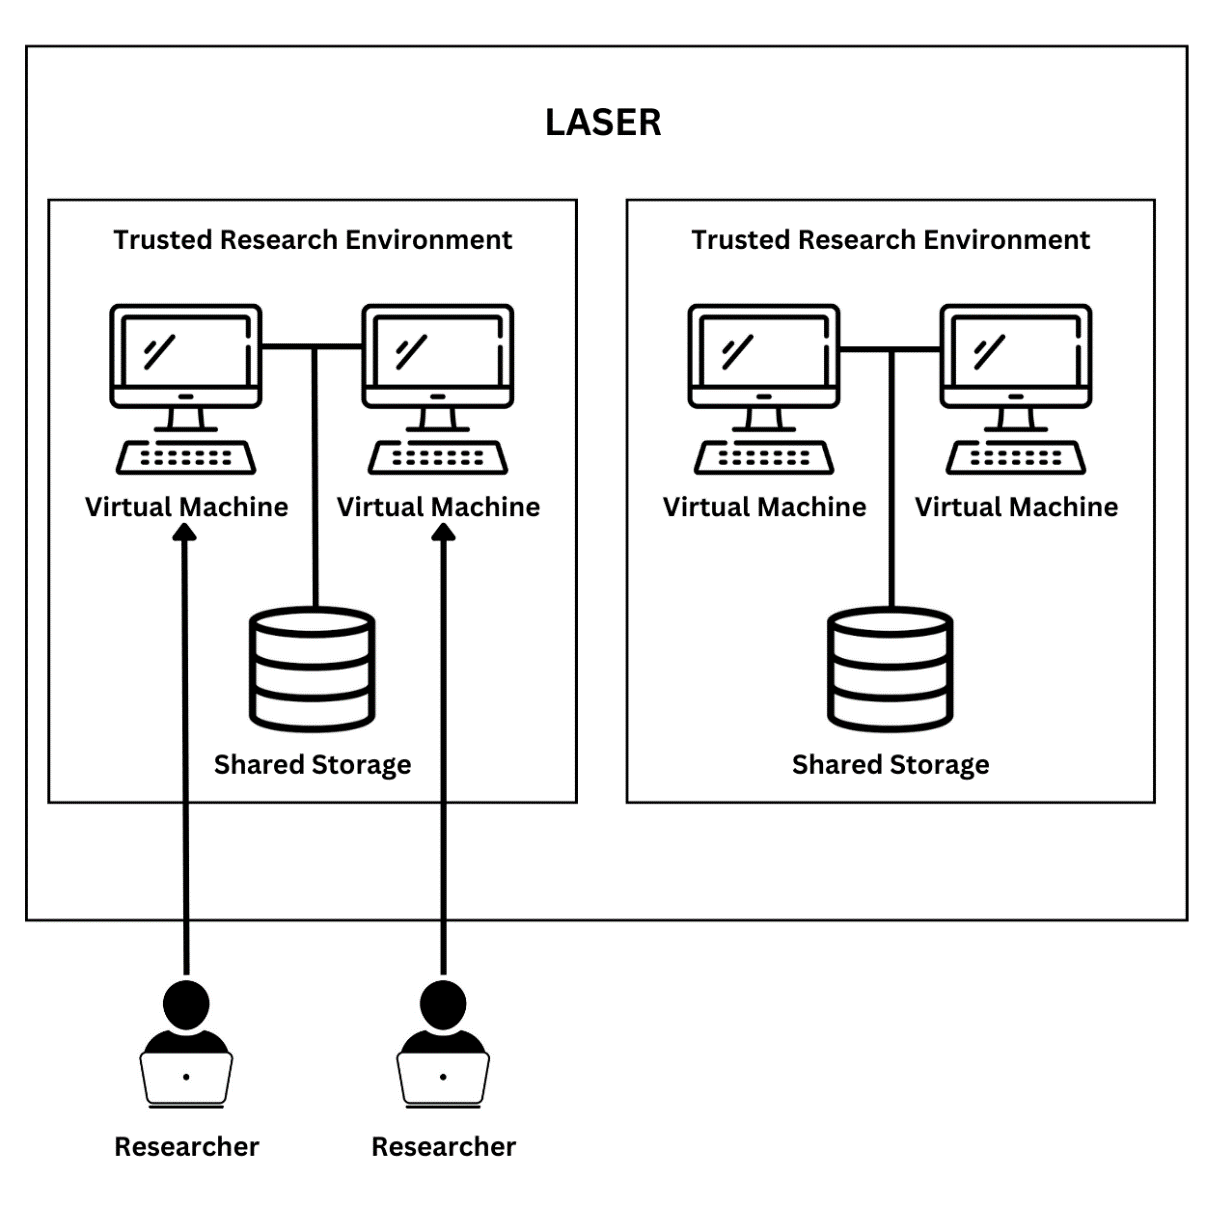 LASER
Trusted Research Environment
Trusted Research Environment
Virtual Machine
Virtual Machine
Virtual Machine
Virtual Machine
Shared Storage
Shared Storage
Researcher
Researcher